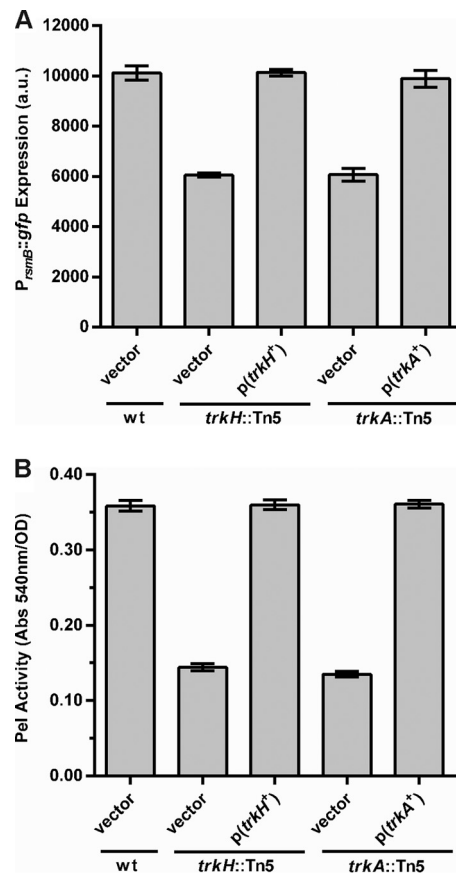 A
P_rsmB::gfp Expression (a.u.)
12000
10000
8000
6000
4000
2000
0
vector
vector
p(trkH⁺)
vector
p(trkA⁺)
wt
trkH::Tn5
trkA::Tn5
B
Pel Activity (Abs 540nm/OD)
0.40
0.30
0.20
0.10
0.00
vector
vector
p(trkH⁺)
vector
p(trkA⁺)
wt
trkH::Tn5
trkA::Tn5